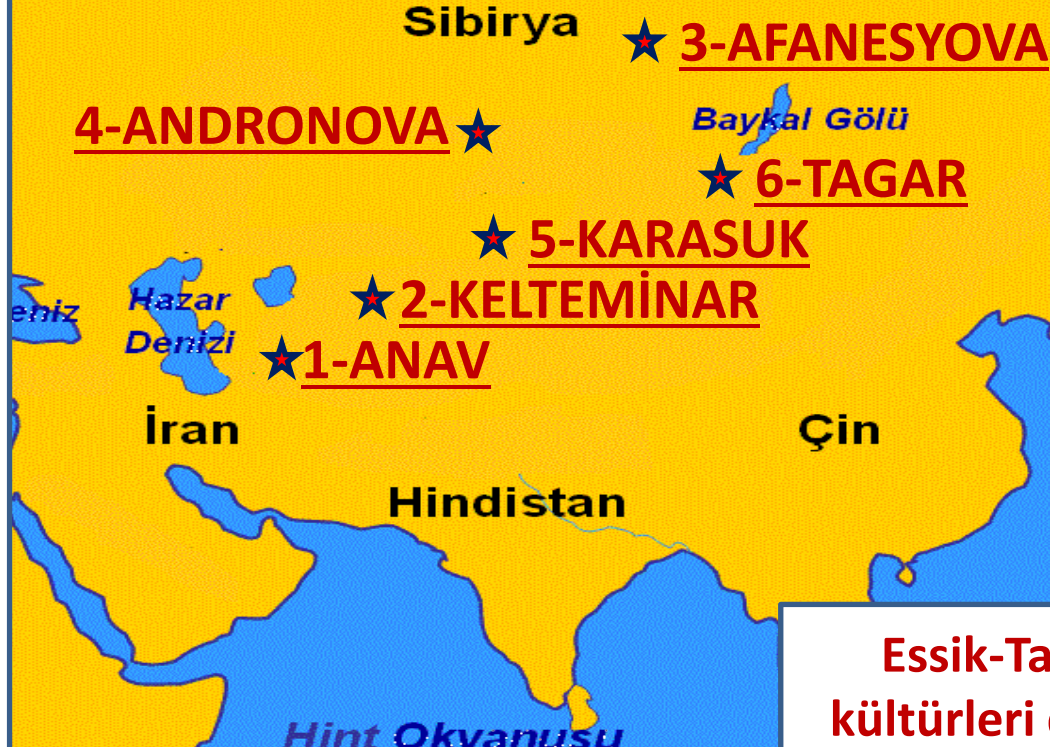 Sibirya
3-AFANESYOVA
4-ANDRONOVA
Baykal Gölü
6-TAGAR
5-KARASUK
eniz
Hazar
Denizi
2-KELTEMİNAR
1-ANAV
İran
Çin
Hindistan
Essik-Ta
kültürleri
Hint Okyanusu